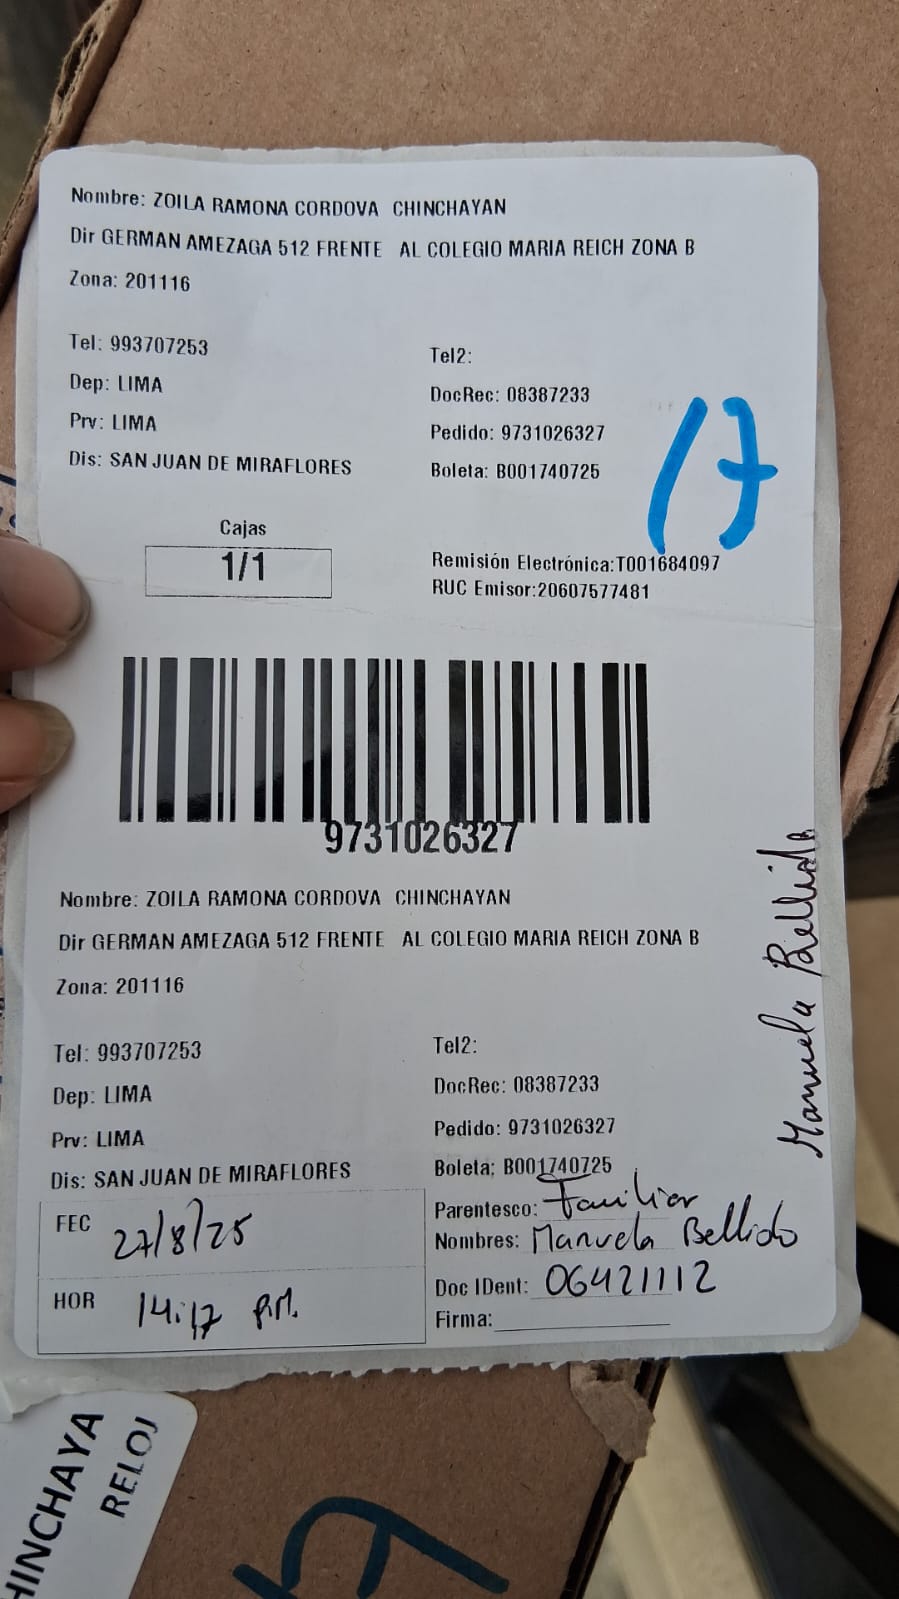 Nombre: ZOILA RAMONA CORDOVA CHINCHAYAN
Dir GERMAN AMEZAGA 512 FRENTE AL COLEGIO MARIA REICH ZONA B
Zona: 201116
Tel: 993707253
Tel2:
Dep: LIMA
DocRec: 08387233
Prv: LIMA
Pedido: 9731026327
Dis: SAN JUAN DE MIRAFLORES
Boleta: B001740725
17
Cajas
1/1
Remisión Electrónica:T001684097
RUC Emisor:20607577481
9731026327
Nombre: ZOILA RAMONA CORDOVA CHINCHAYAN
Dir GERMAN AMEZAGA 512 FRENTE AL COLEGIO MARIA REICH ZONA B
Zona: 201116
Tel: 993707253
Tel2:
Dep: LIMA
DocRec: 08387233
Prv: LIMA
Pedido: 9731026327
Dis: SAN JUAN DE MIRAFLORES
Boleta: B001740725
Manuela Bellido
FEC 27/8/25
HOR 14:17 P.M.
Parentesco: Familiar
Nombres: Manuela Bellido
Doc IDent: 06421112
Firma:
HINCHAYA
RELOJ